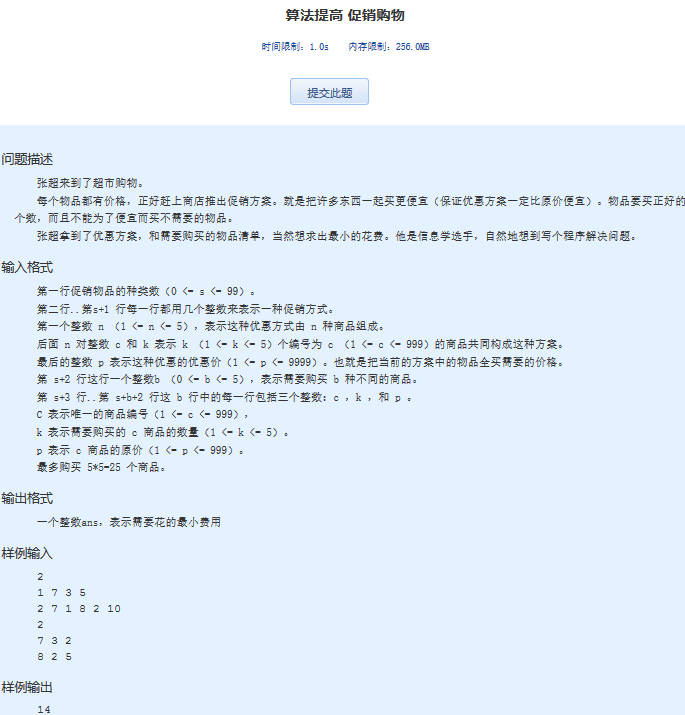 算法提高 促销购物
时间限制：1.0s 内存限制：256.0MB
提交此题
问题描述
张超来到了超市购物。
每个物品都有价格，正好赶上商店推出促销方案。就是把许多东西一起买更便宜（保证优惠方案一定比原价便宜）。物品要买正好的
个数，而且不能为了便宜而买不需要的物品。
张超拿到了优惠方案，和需要购买的物品清单，当然想求出最小的花费。他是信息学选手，自然地想到写个程序解决问题。
输入格式
第一行促销物品的种类数（0 <= s <= 99）。
第二行..第s+1 行每一行都用几个整数来表示一种促销方式。
第一个整数 n （1 <= n <= 5），表示这种优惠方式由 n 种商品组成。
后面 n 对整数 c 和 k 表示 k （1 <= k <= 5）个编号为 c （1 <= c <= 999）的商品共同构成这种方案。
最后的整数 p 表示这种优惠的优惠价（1 <= p <= 9999）。也就是把当前的方案中的物品全买需要的价格。
第 s+2 行这行一个整数b （0 <= b <= 5），表示需要购买 b 种不同的商品。
第 s+3 行..第 s+b+2 行这 b 行中的每一行包括三个整数：c ，k ，和 p 。
C 表示唯一的商品编号（1 <= c <= 999），
k 表示需要购买的 c 商品的数量（1 <= k <= 5）。
p 表示 c 商品的原价（1 <= p <= 999）。
最多购买 5*5=25 个商品。
输出格式
一个整数ans，表示需要花的最小费用
样例输入
2
1 7 3 5
2 7 1 8 2 10
2
7 3 2
8 2 5
样例输出
14